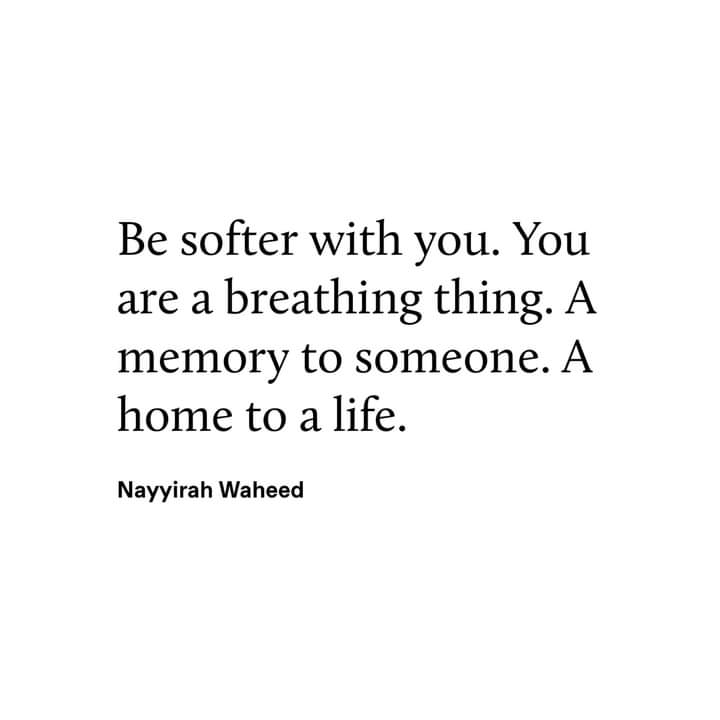 Be softer with you. You
are a breathing thing. A
memory to someone. A
home to a life.
Nayyirah Waheed